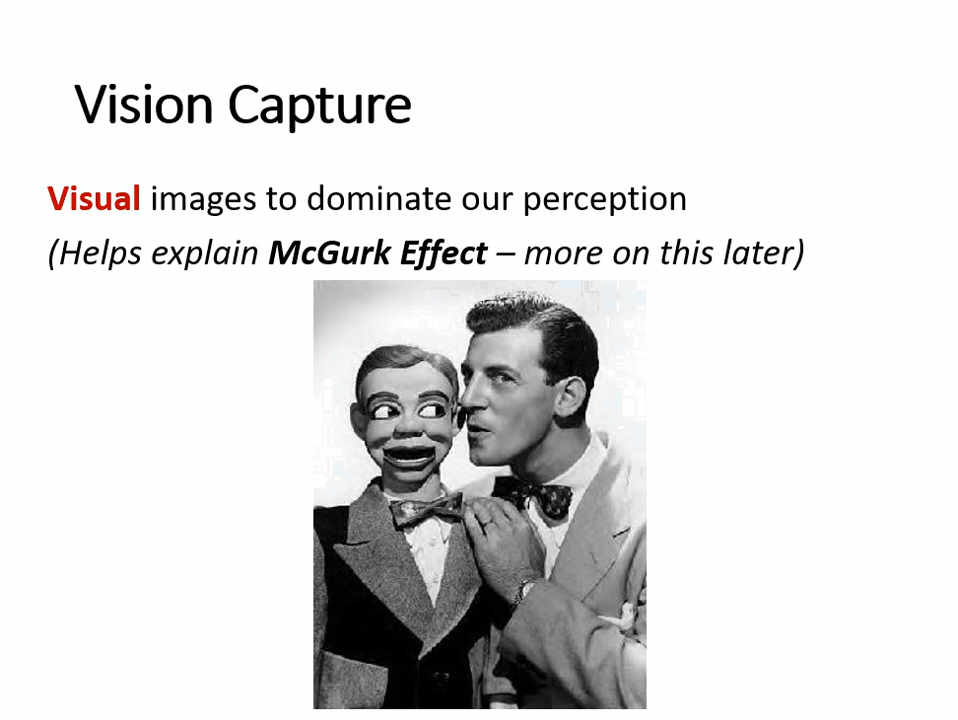 Vision Capture
Visual images to dominate our perception
(Helps explain McGurk Effect – more on this later)